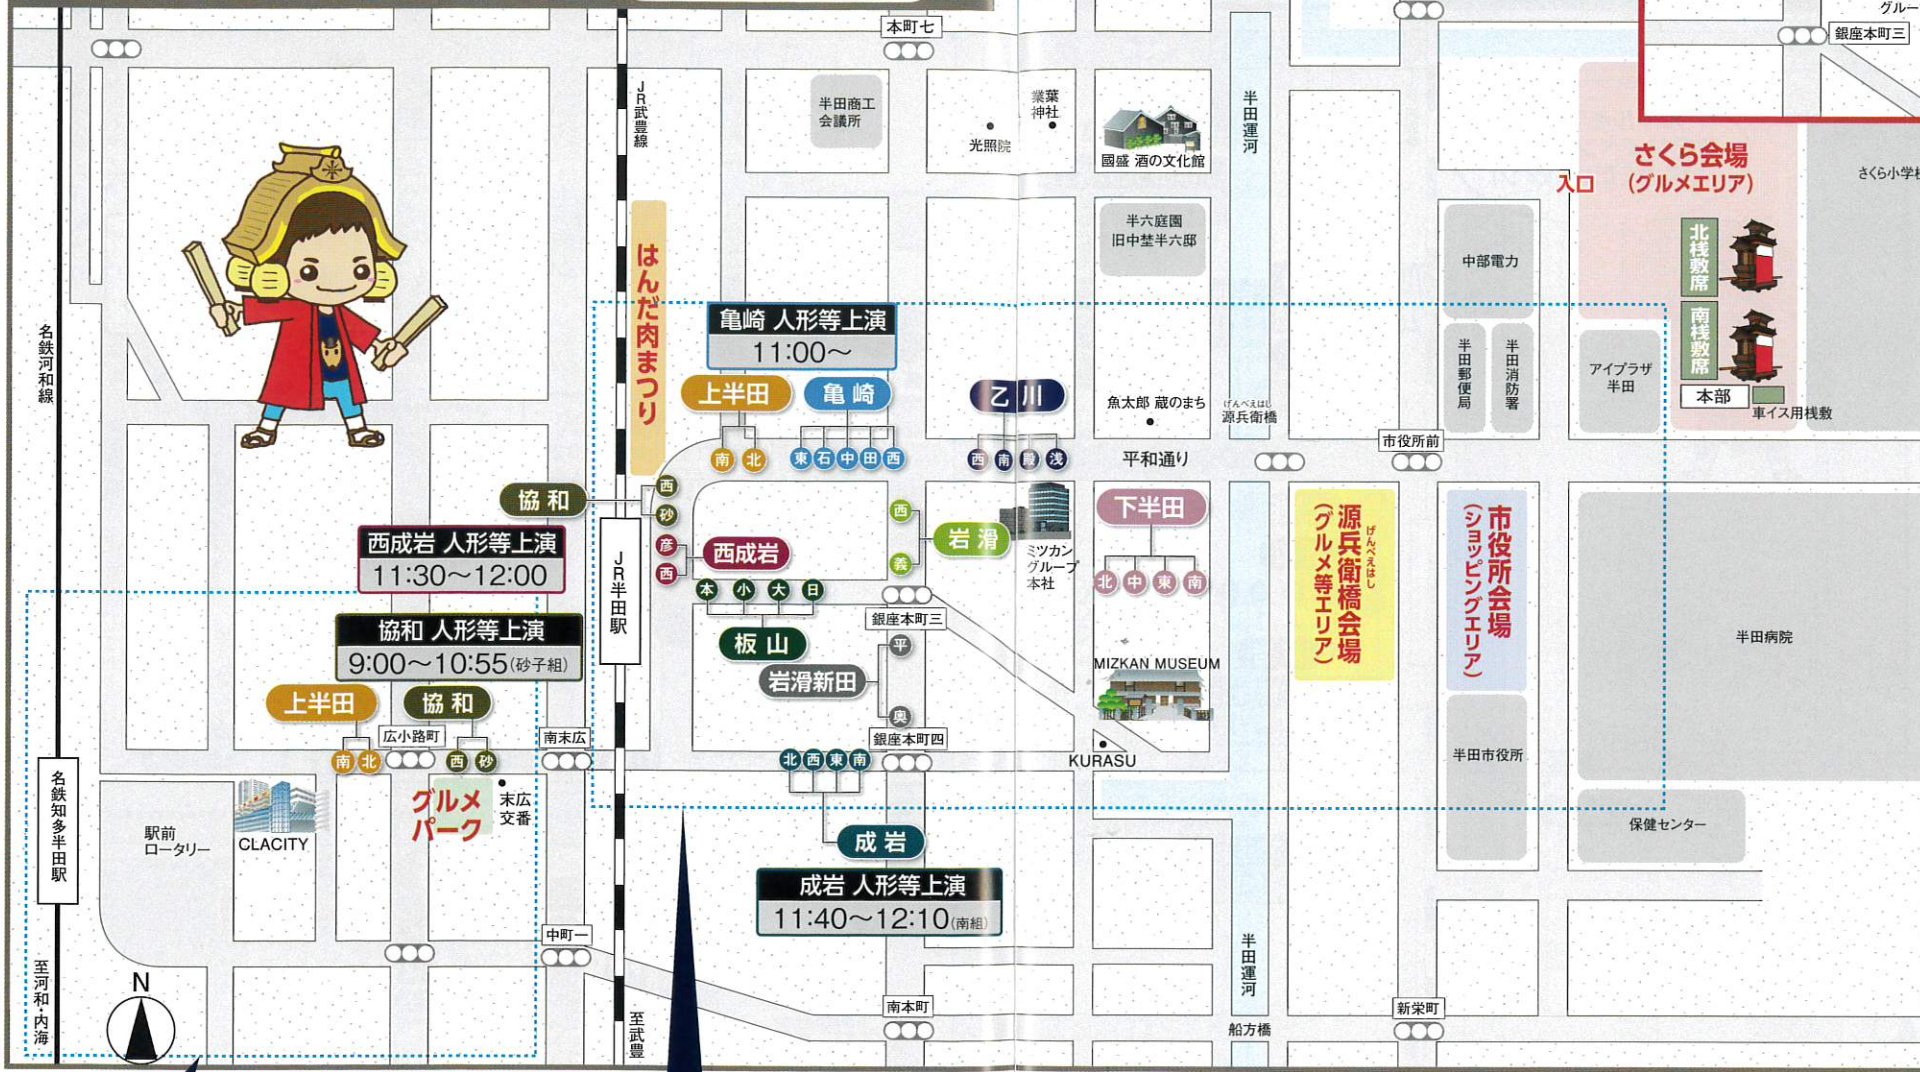 グルー
銀座本町三
本町七
JR武豊線
半田商工
会議所
光照院
業葉
神社
國盛 酒の文化館
半田運河
さくら会場
(グルメエリア)
入口
さくら小学校
半六庭園
旧中埜半六邸
中部電力
北桟敷席
南桟敷席
本部
車イス用桟敷
名鉄河和線
はんだ肉まつり
亀崎 人形等上演
11:00～
上半田
南 北
亀崎
東 石 中 田 西
乙川
西 南 殿 浅
魚太郎 蔵のまち
げんべえはし
源兵衛橋
半田郵便局
半田消防署
アイプラザ
半田
市役所前
平和通り
協和
西
砂
西成岩 人形等上演
11:30～12:00
JR半田駅
彦
西
西成岩
西
義
岩滑
ミツカン
グループ
本社
下半田
北 中 東 南
源兵衛橋会場
げんべえはし
(グルメ等エリア)
市役所会場
(ショッピングエリア)
半田病院
本 小 大 日
板山
銀座本町三
協和 人形等上演
9:00～10:55(砂子組)
岩滑新田
平
奥
MIZKAN MUSEUM
上半田
南 北
協和
西 砂
広小路町
南末広
銀座本町四
北 西 東 南
KURASU
半田市役所
名鉄知多半田駅
駅前
ロータリー
CLACITY
グルメ
パーク
末広
交番
成岩
成岩 人形等上演
11:40～12:10(南組)
保健センター
中町一
至河和・内海
N
至武豊
南本町
半田運河
船方橋
新栄町